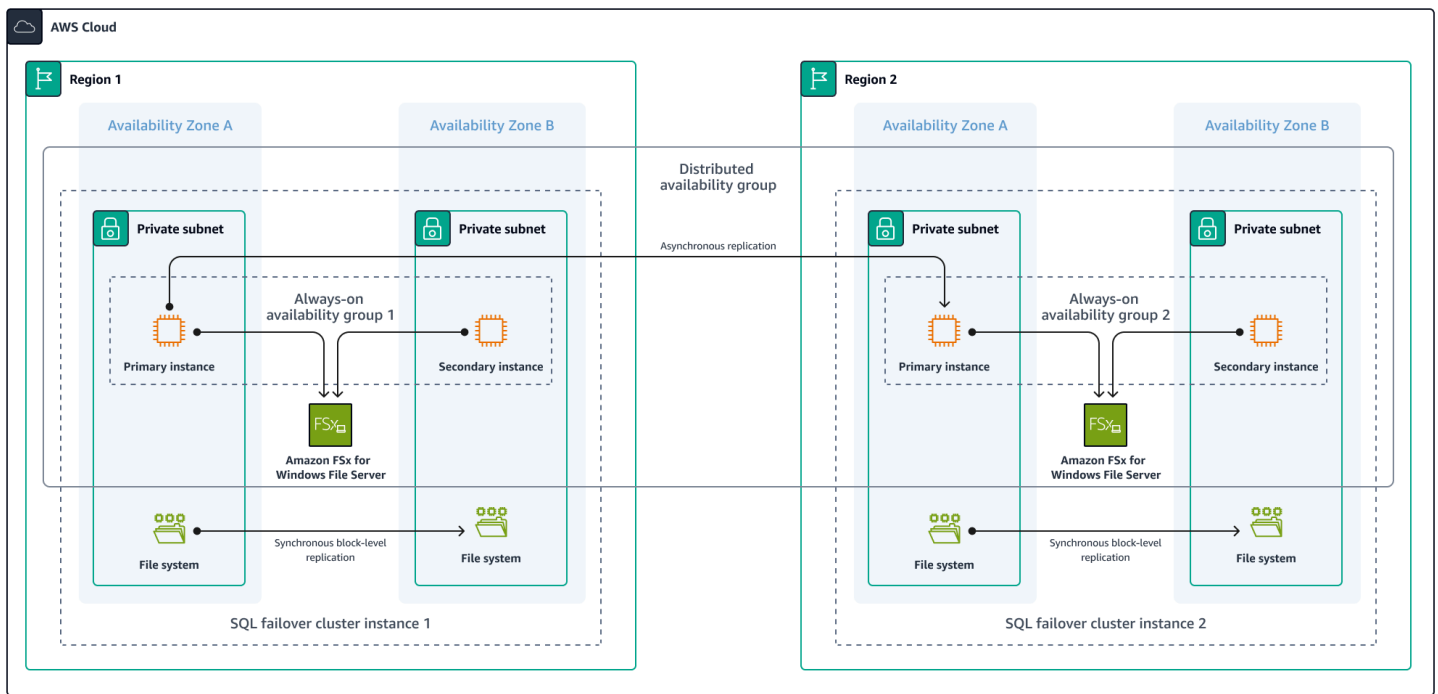 AWS Cloud
Region 1
Availability Zone A
Availability Zone B
Private subnet
Private subnet
Always-on
availability group 1
Primary instance
Secondary instance
FSx
Amazon FSx for
Windows File Server
File system
Synchronous block-level
replication
File system
SQL failover cluster instance 1
Distributed
availability group
Asynchronous replication
Region 2
Availability Zone A
Availability Zone B
Private subnet
Private subnet
Always-on
availability group 2
Primary instance
Secondary instance
FSx
Amazon FSx for
Windows File Server
File system
Synchronous block-level
replication
File system
SQL failover cluster instance 2